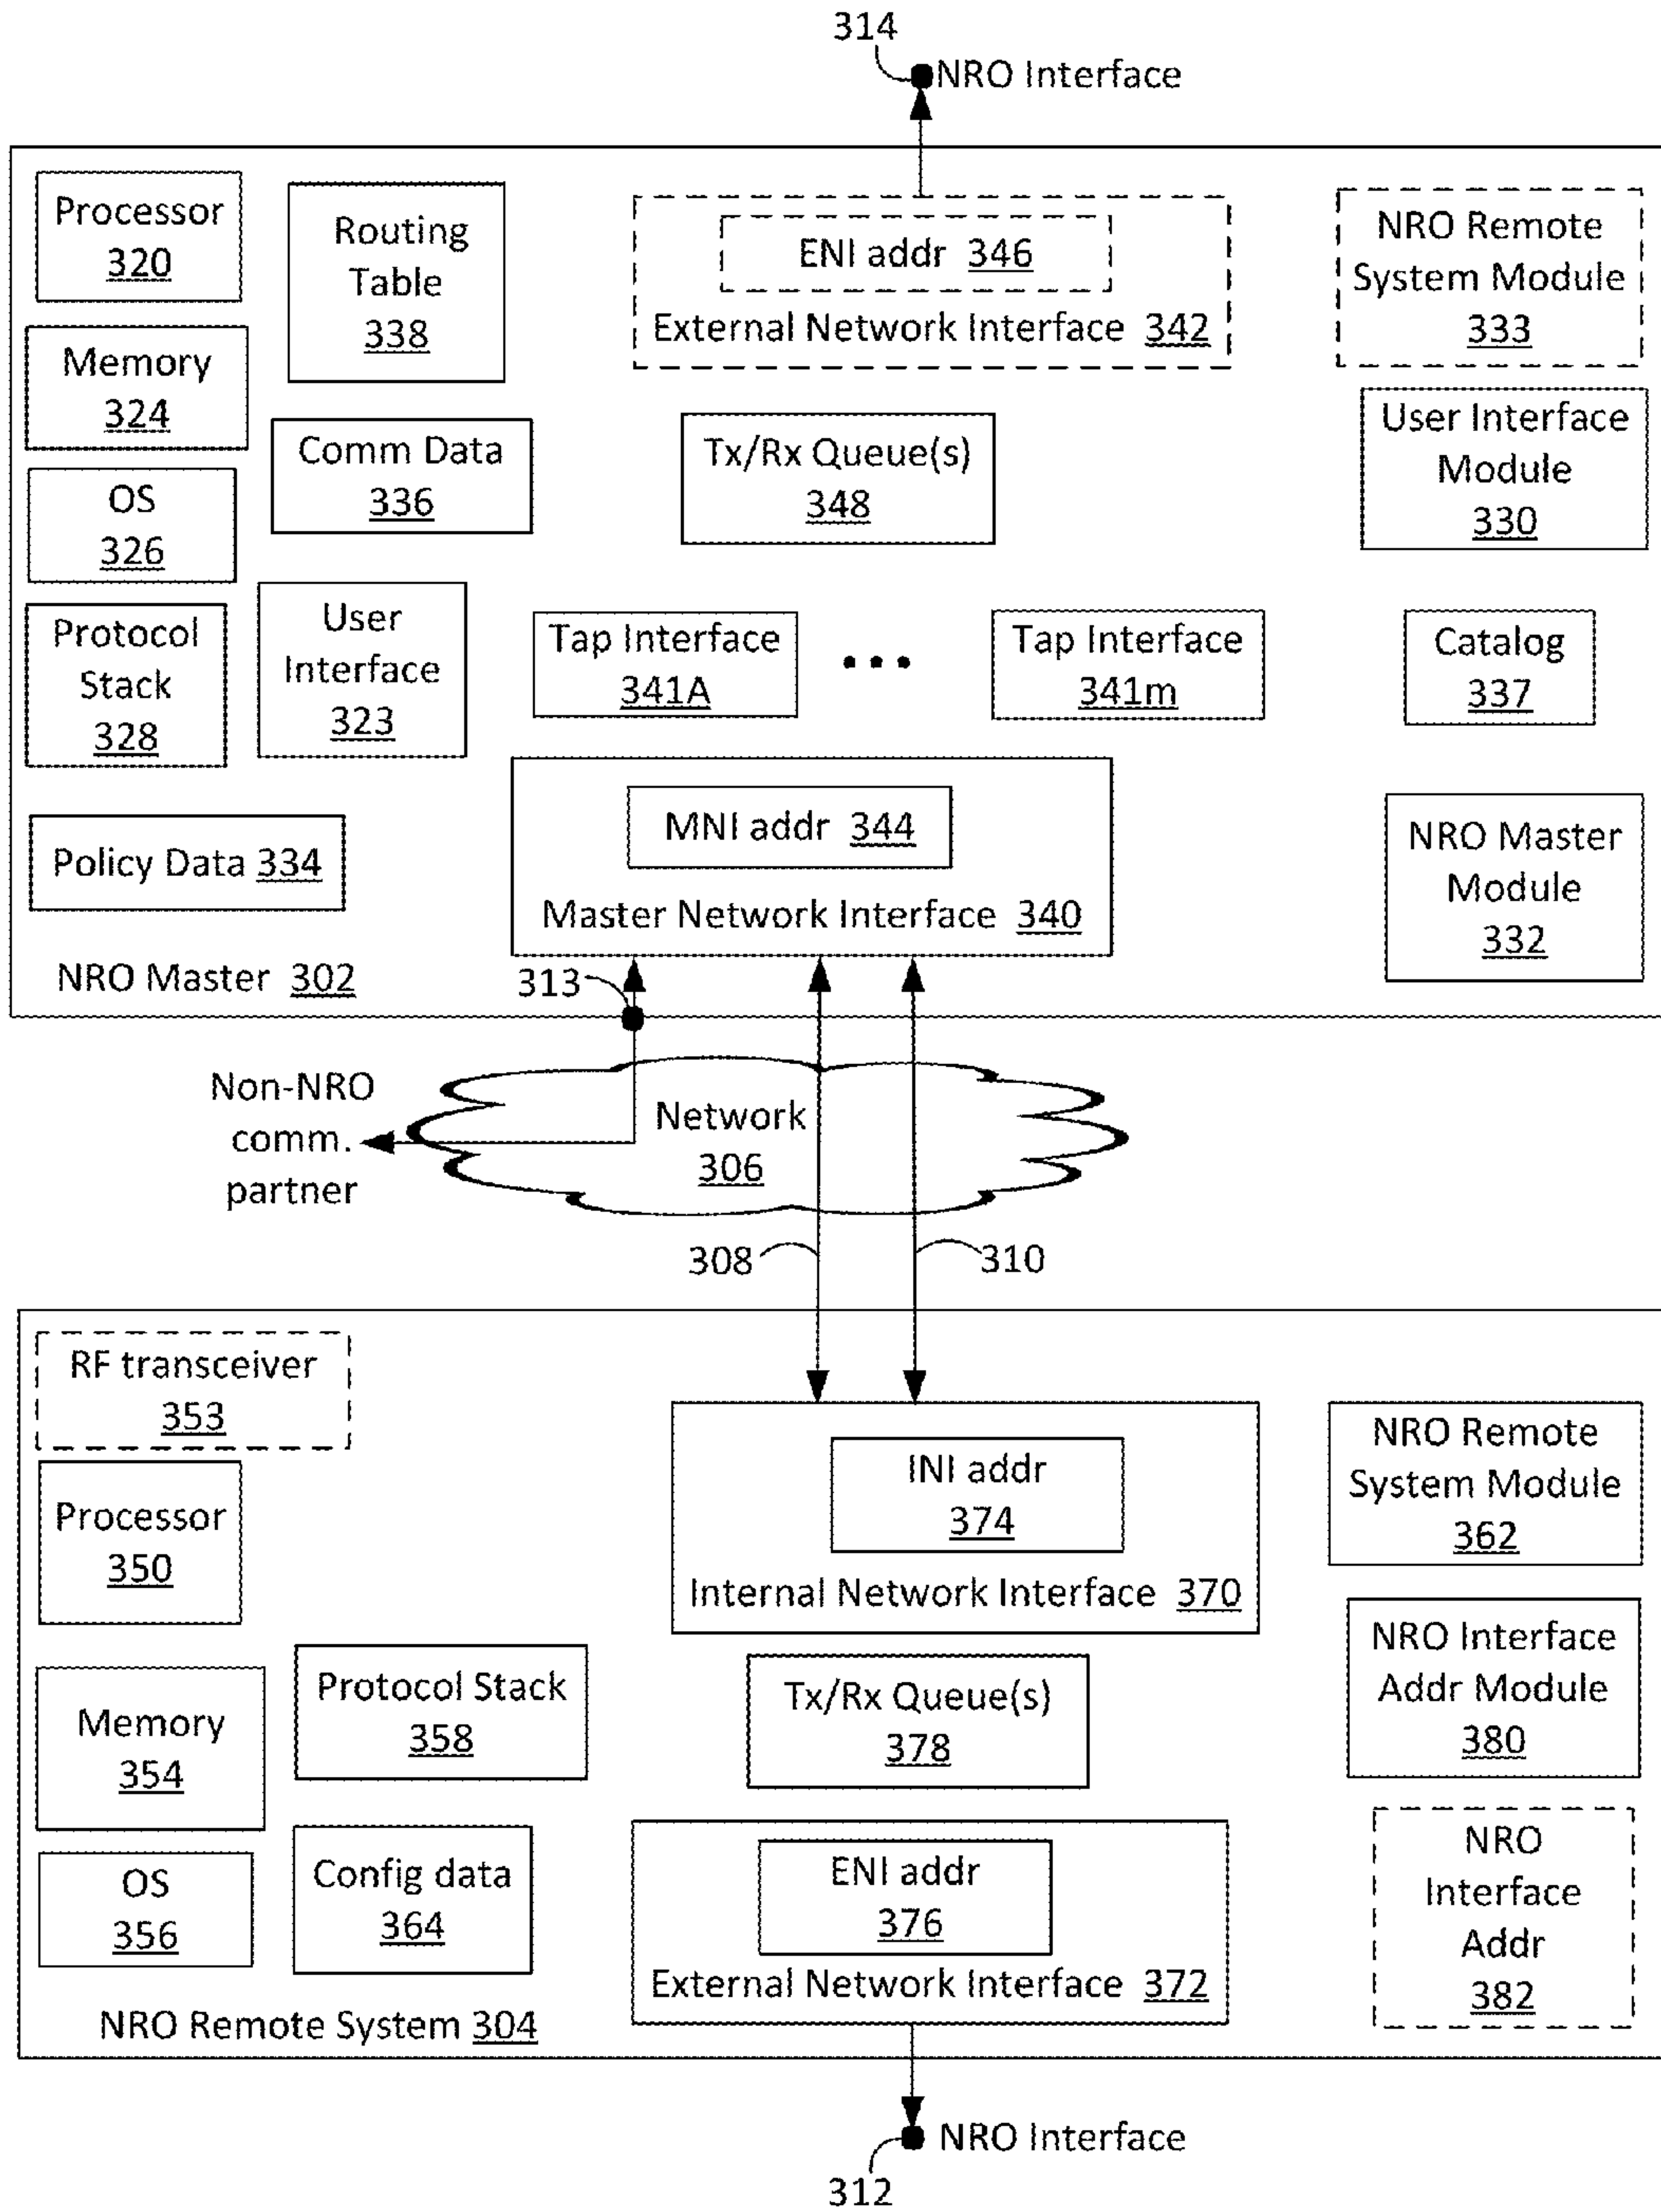 314
NRO Interface
Processor
320
Routing
Table
338
ENI addr 346
External Network Interface 342
NRO Remote
System Module
333
Memory
324
Comm Data
336
Tx/Rx Queue(s)
348
User Interface
Module
330
OS
326
Protocol
Stack
328
User
Interface
323
Tap Interface
341A
Tap Interface
341m
Catalog
337
Policy Data 334
MNI addr 344
Master Network Interface 340
NRO Master
Module
332
NRO Master 302
313
Non-NRO
comm.
partner
Network
306
308
310
RF transceiver
353
Processor
350
INI addr
374
Internal Network Interface 370
NRO Remote
System Module
362
Memory
354
Protocol Stack
358
Tx/Rx Queue(s)
378
NRO Interface
Addr Module
380
OS
356
Config data
364
ENI addr
376
External Network Interface 372
NRO
Interface
Addr
382
NRO Remote System 304
NRO Interface
312